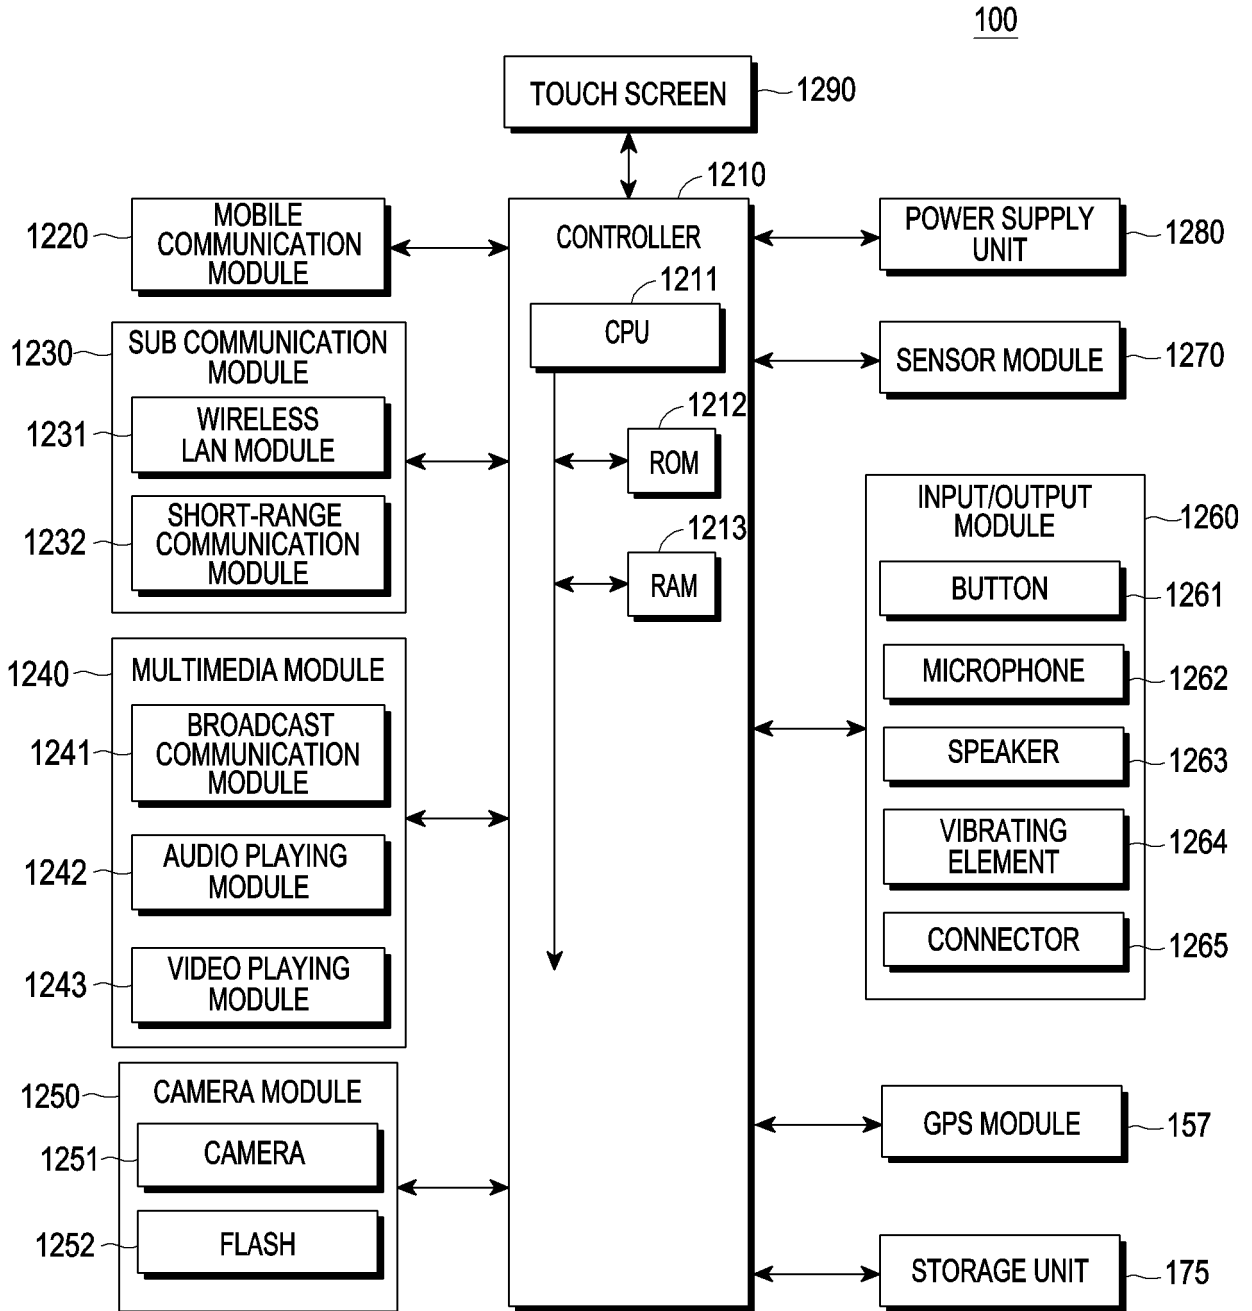 100
TOUCH SCREEN
1290
1210
CONTROLLER
1211
CPU
1212
ROM
1213
RAM
1220
MOBILE
COMMUNICATION
MODULE
1230
SUB COMMUNICATION
MODULE
1231
WIRELESS
LAN MODULE
1232
SHORT-RANGE
COMMUNICATION
MODULE
1240
MULTIMEDIA MODULE
1241
BROADCAST
COMMUNICATION
MODULE
1242
AUDIO PLAYING
MODULE
1243
VIDEO PLAYING
MODULE
1250
CAMERA MODULE
1251
CAMERA
1252
FLASH
POWER SUPPLY
UNIT
1280
SENSOR MODULE
1270
INPUT/OUTPUT
MODULE
1260
BUTTON
1261
MICROPHONE
1262
SPEAKER
1263
VIBRATING
ELEMENT
1264
CONNECTOR
1265
GPS MODULE
157
STORAGE UNIT
175